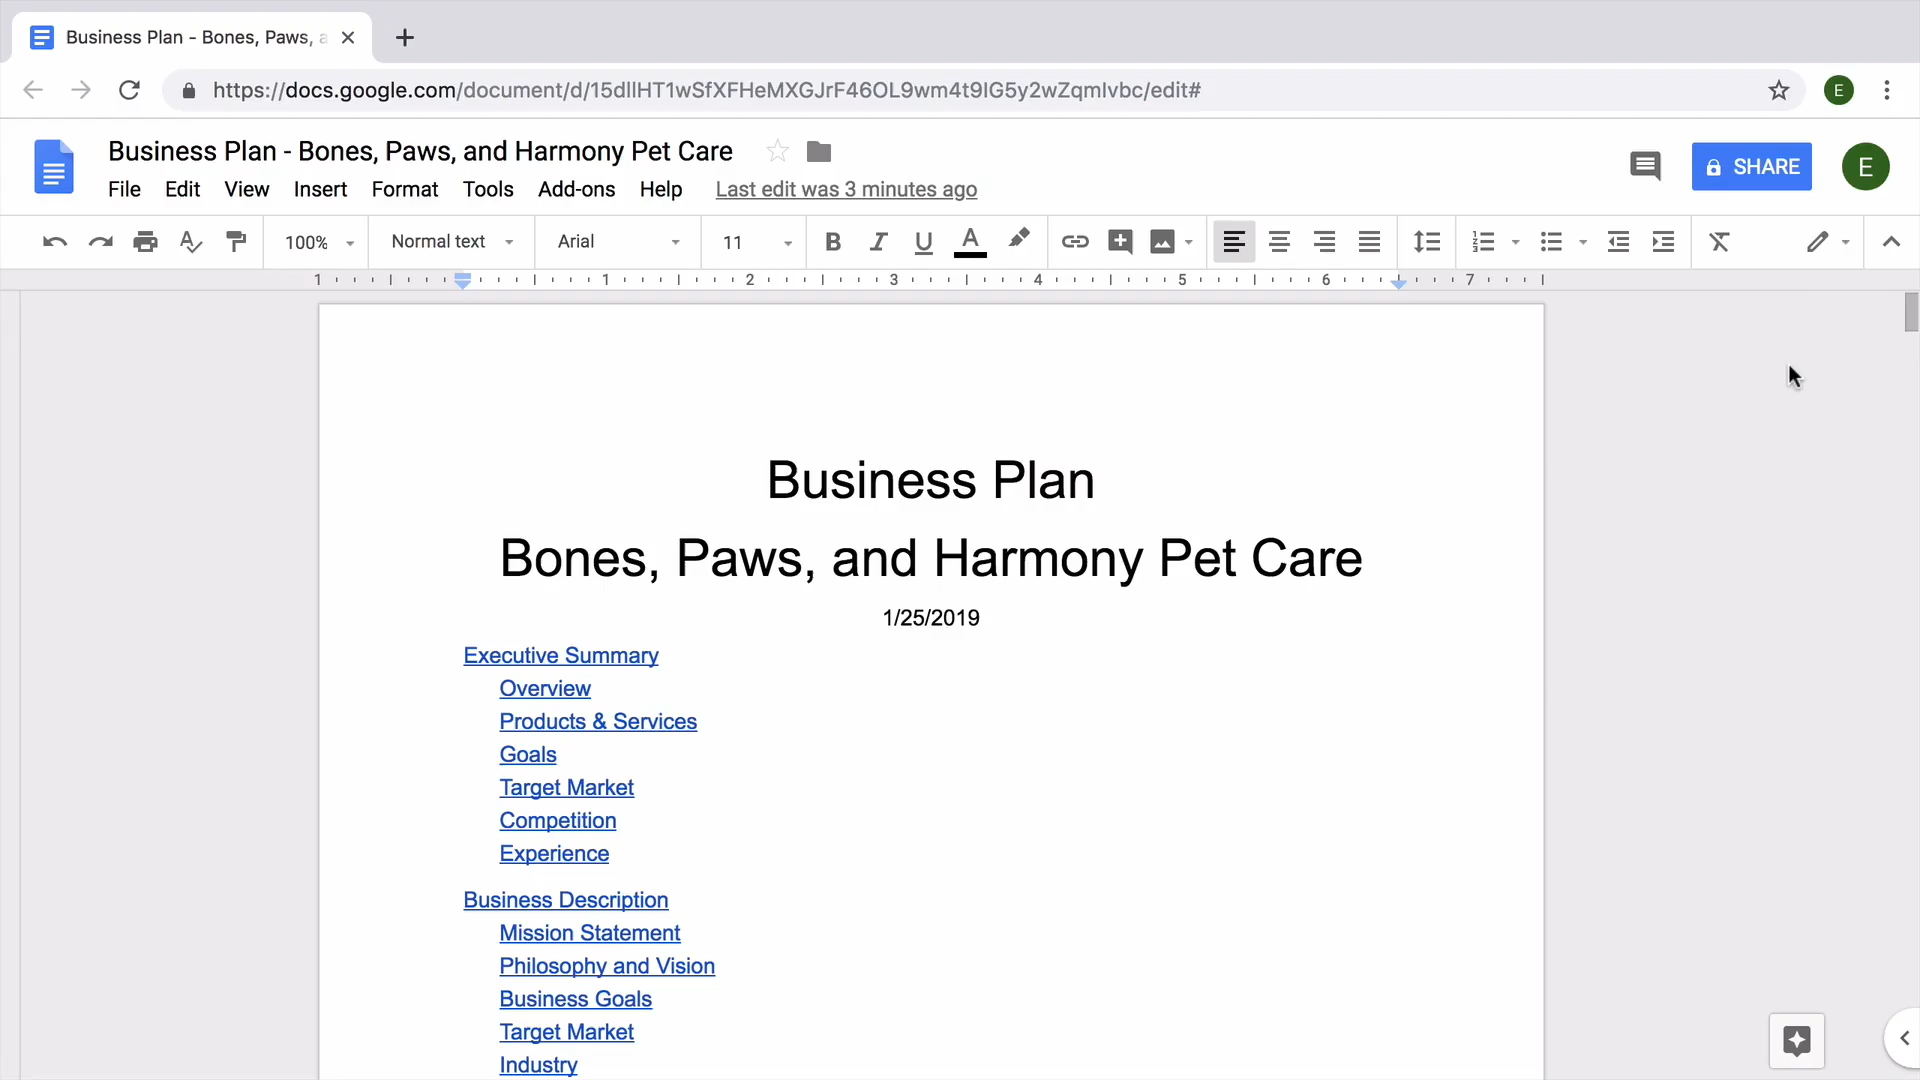 Business Plan - Bones, Paws, a
https://docs.google.com/document/d/15dllHT1wSfXFHeMXGJrF46OL9wm4t9lG5y2wZqmlvbc/edit#
E
Business Plan - Bones, Paws, and Harmony Pet Care
File Edit View Insert Format Tools Add-ons Help Last edit was 3 minutes ago
SHARE
E
100% Normal text Arial 11 B I U A
1 1 2 3 4 5 6 7
Business Plan
Bones, Paws, and Harmony Pet Care
1/25/2019
Executive Summary
Overview
Products & Services
Goals
Target Market
Competition
Experience
Business Description
Mission Statement
Philosophy and Vision
Business Goals
Target Market
Industry